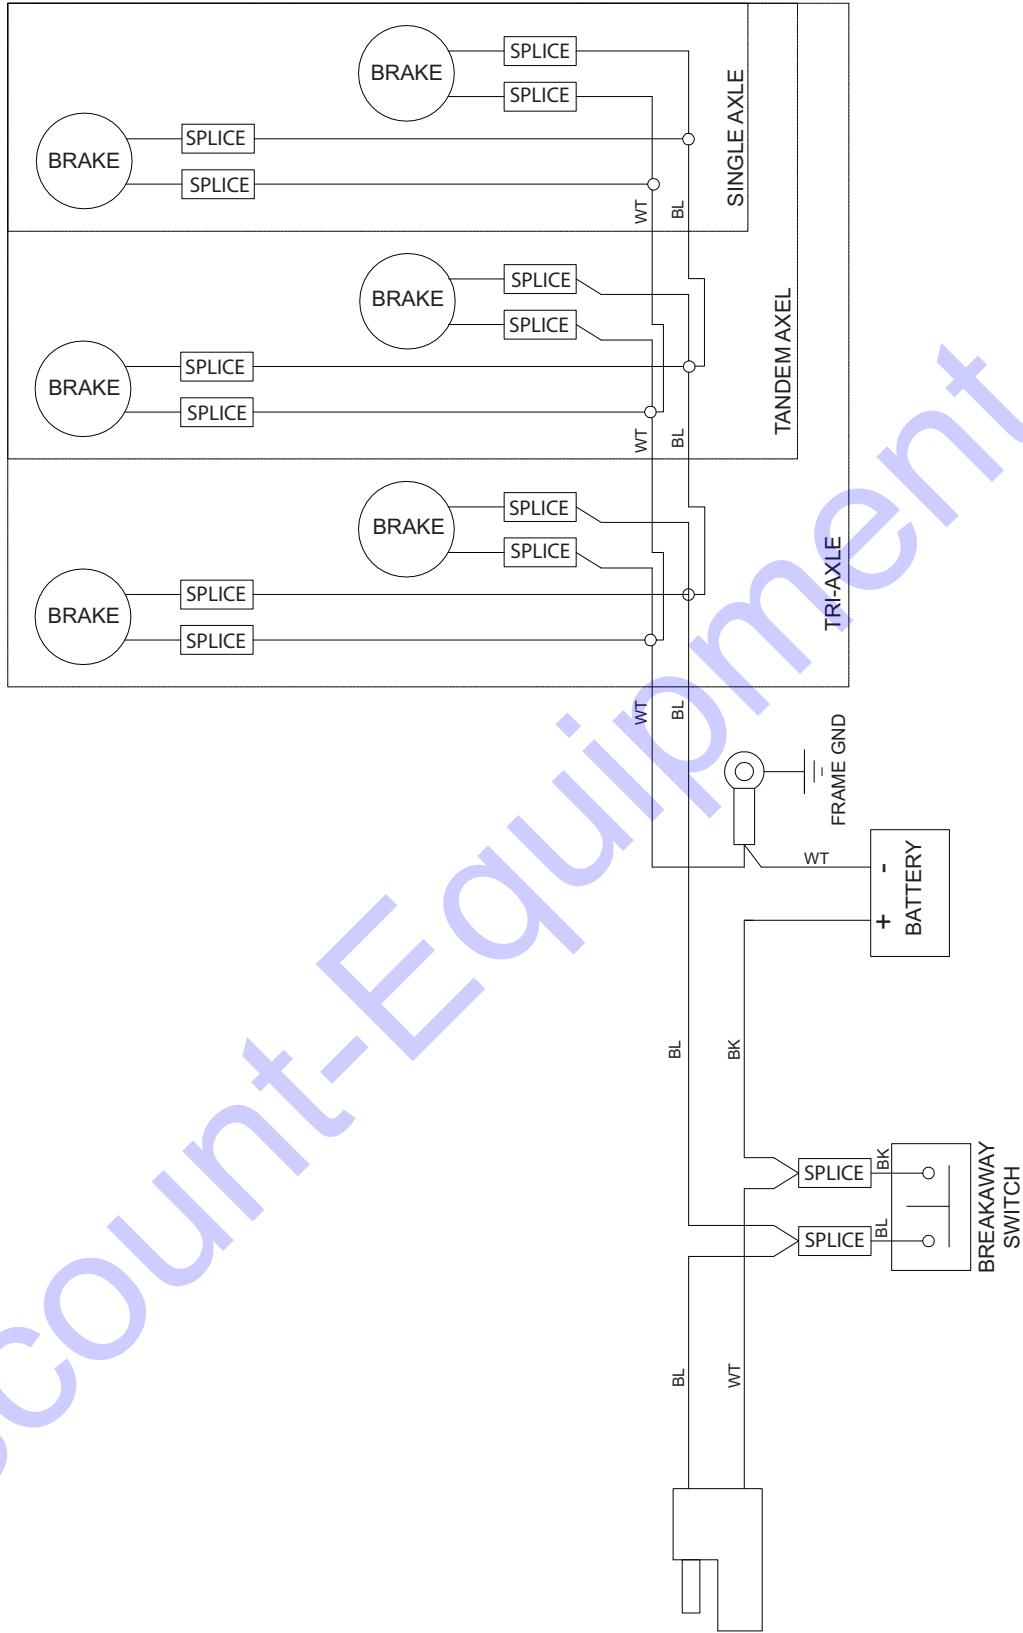 BRAKE
SPLICE
SPLICE
BRAKE
SPLICE
SPLICE
SINGLE AXLE
WT
BL
BRAKE
SPLICE
SPLICE
BRAKE
SPLICE
SPLICE
TANDEM AXEL
WT
BL
BRAKE
SPLICE
SPLICE
BRAKE
SPLICE
SPLICE
TRI-AXLE
WT
BL
FRAME GND
WT
-
+
BATTERY
BL
BK
SPLICE
BK
SPLICE
BL
BREAKAWAY
SWITCH
BL
WT
count-Equipment